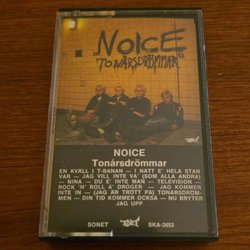 NOICE
"TONÅRSDRÖMMAR"
NOICE
Tonårsdrömmar
EN KVÄLL I T-BANAN - I NATT E' HELA STAN
VÅR - JAG VILL INTE VA' (SOM ALLA ANDRA)
- NINA - DU E' INTE MAN - TELEVISION -
ROCK 'N' ROLL Ä' DROGER - JAG KOMMER
INTE IN - (JAG ÄR TRÖTT PÅ) TONÅRSDRÖM-
MAR - DIN TID KOMMER OCKSÅ - NU BRYTER
JAG UPP
SONET
SKA-2653